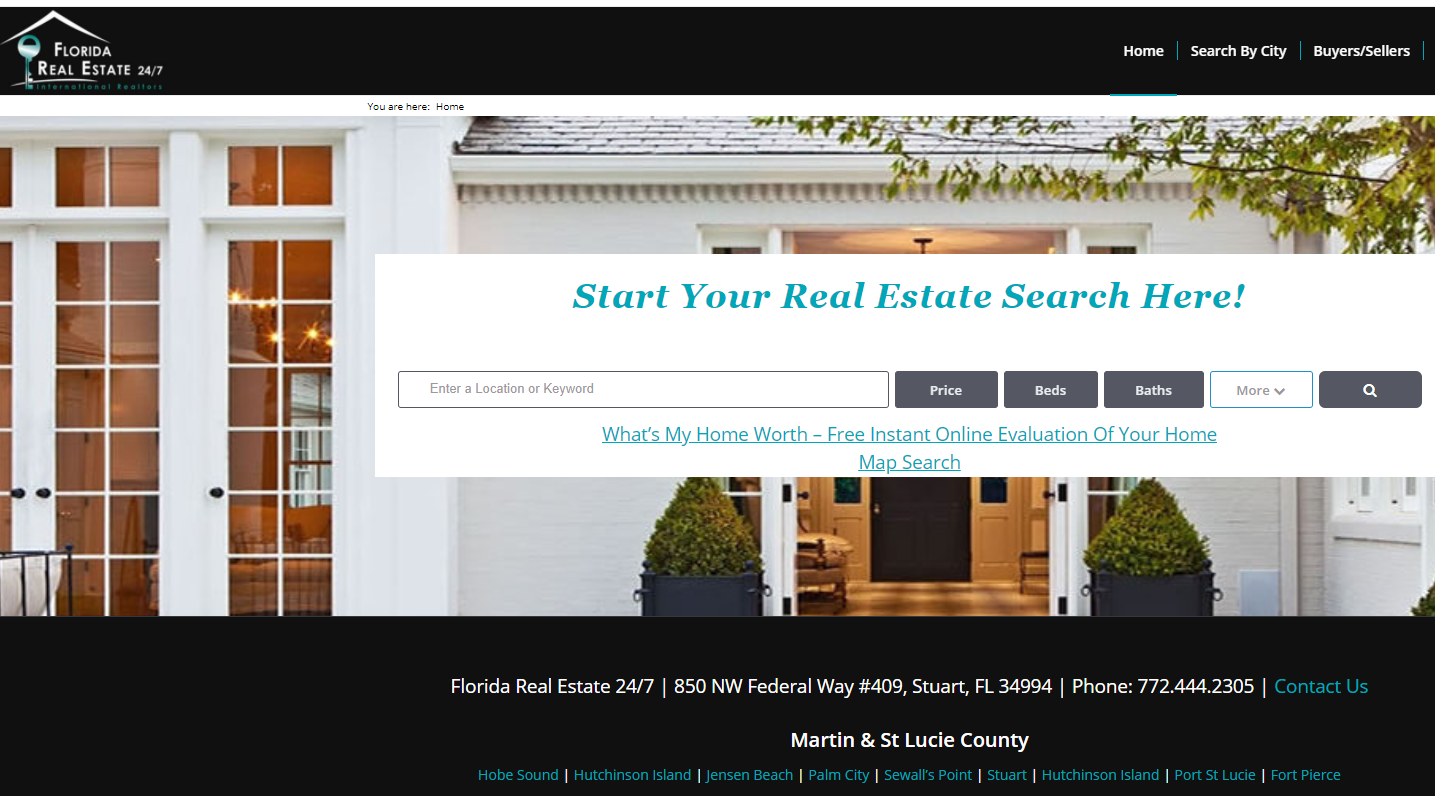 FLORIDA
REAL ESTATE 24/7
International Realtors
Home
Search By City
Buyers/Sellers
You are here: Home
Start Your Real Estate Search Here!
Enter a Location or Keyword
Price
Beds
Baths
More
What's My Home Worth – Free Instant Online Evaluation Of Your Home
Map Search
Florida Real Estate 24/7 | 850 NW Federal Way #409, Stuart, FL 34994 | Phone: 772.444.2305 | Contact Us
Martin & St Lucie County
Hobe Sound | Hutchinson Island | Jensen Beach | Palm City | Sewall's Point | Stuart | Hutchinson Island | Port St Lucie | Fort Pierce